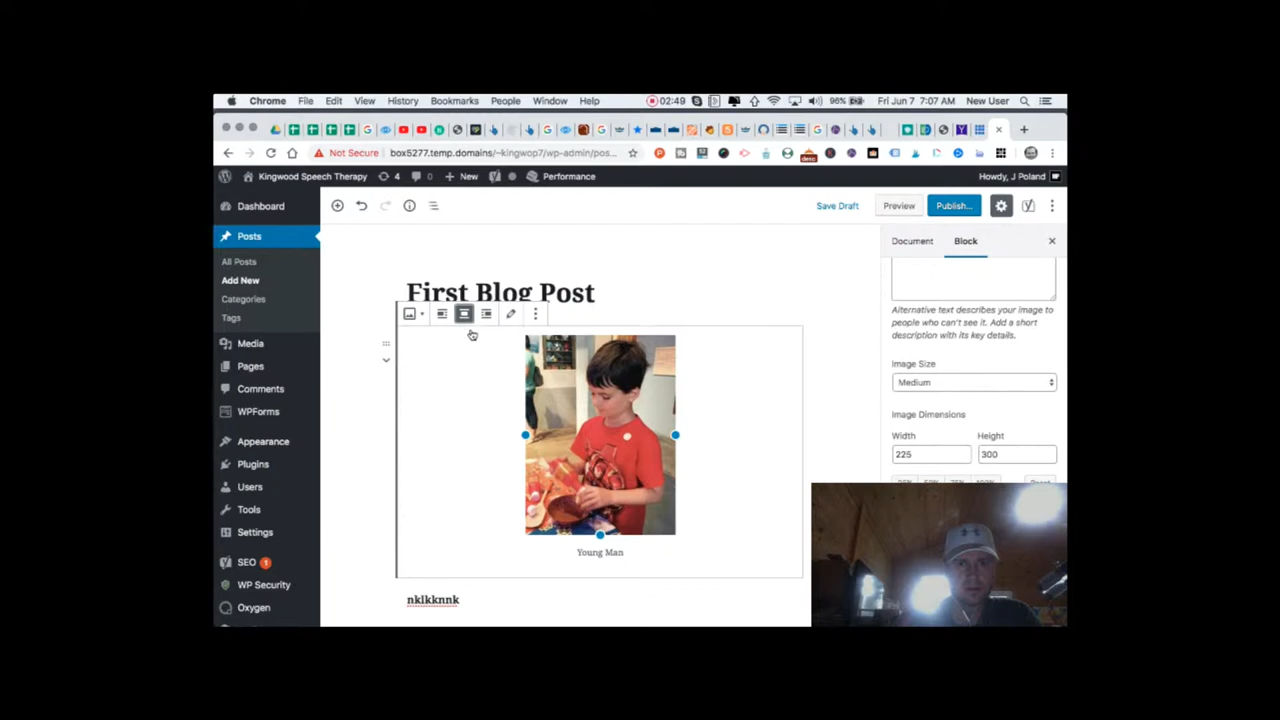 Chrome File Edit View History Bookmarks People Window Help 02:49 96% Fri Jun 7 7:07 AM New User
Not Secure box5277.temp.domains/~kingwop7/wp-admin/pos...
Kingwood Speech Therapy 4 0 + New Performance Howdy, J Poland
Dashboard
Posts
All Posts
Add New
Categories
Tags
Media
Pages
Comments
WPForms
Appearance
Plugins
Users
Tools
Settings
SEO 1
WP Security
Oxygen
Save Draft Preview Publish...
First Blog Post
Young Man
nklkknnk
Document Block
Alternative text describes your image to
people who can't see it. Add a short
description with its key details.
Image Size
Medium
Image Dimensions
Width Height
225 300